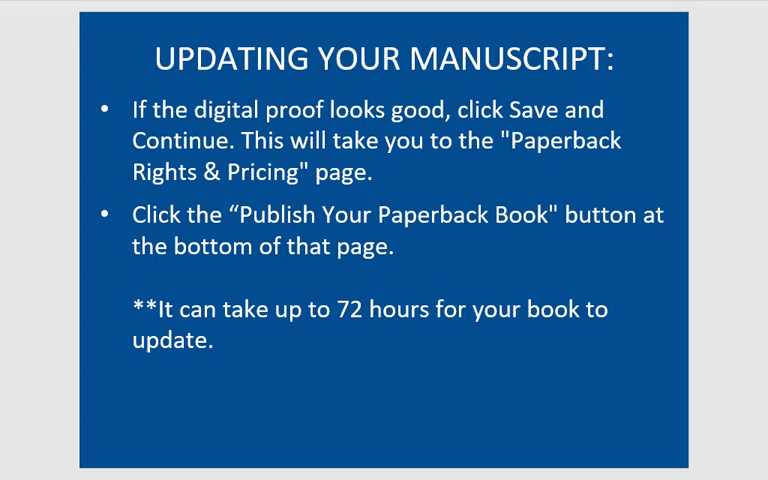 UPDATING YOUR MANUSCRIPT:
• If the digital proof looks good, click Save and
Continue. This will take you to the "Paperback
Rights & Pricing" page.
• Click the “Publish Your Paperback Book" button at
the bottom of that page.
**It can take up to 72 hours for your book to
update.